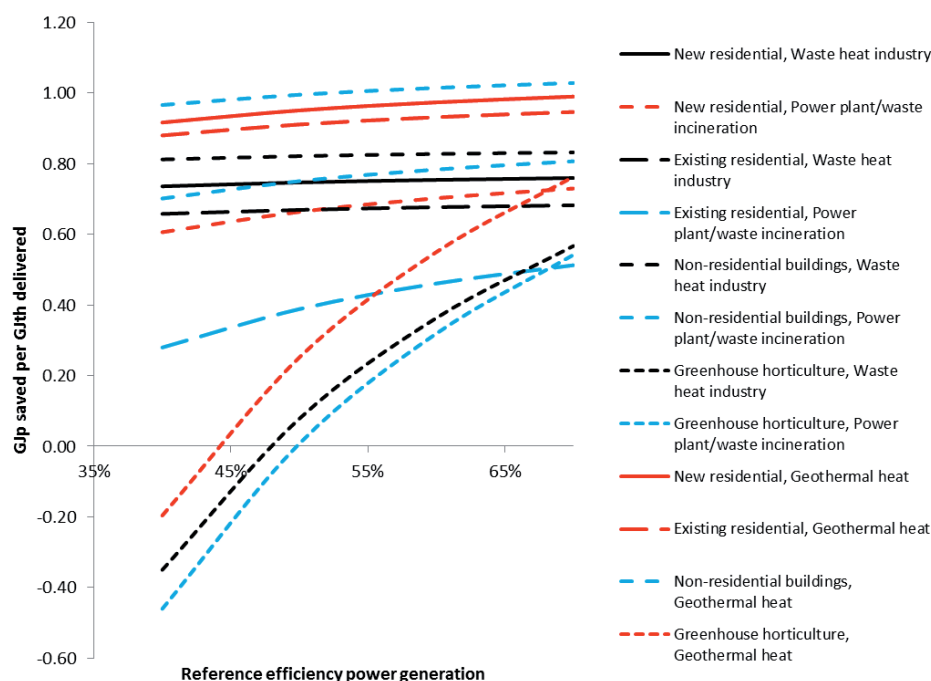 1.20
1.00
0.80
0.60
0.40
0.20
0.00
-0.20
-0.40
-0.60
GJp saved per GJth delivered
35%
45%
55%
65%
Reference efficiency power generation
New residential, Waste heat industry
New residential, Power plant/waste
incineration
Existing residential, Waste heat
industry
Existing residential, Power
plant/waste incineration
Non-residential buildings, Waste
heat industry
Non-residential buildings, Power
plant/waste incineration
Greenhouse horticulture, Waste
heat industry
Greenhouse horticulture, Power
plant/waste incineration
New residential, Geothermal heat
Existing residential, Geothermal heat
Non-residential buildings,
Geothermal heat
Greenhouse horticulture,
Geothermal heat